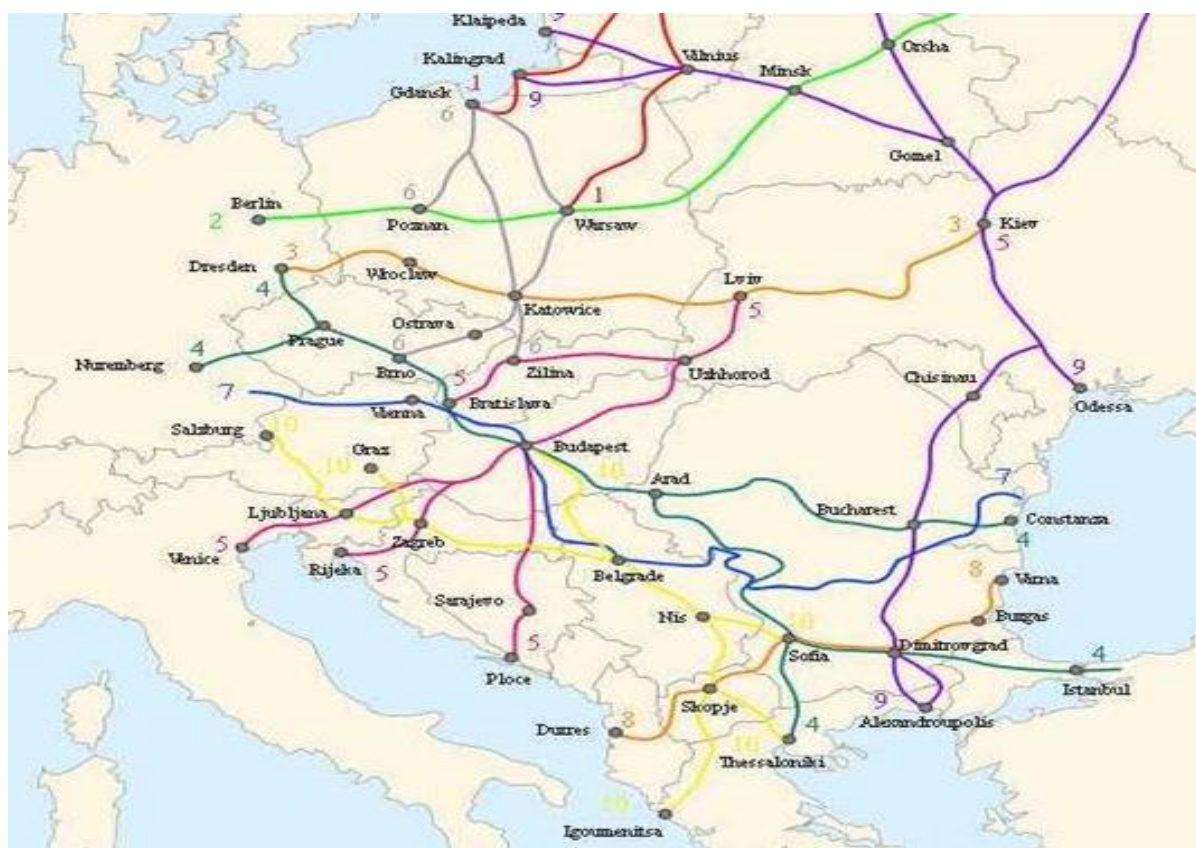 Klaipeda
9
Orsha
Kalingrad
Vilnius
Minsk
1
Gdansk
9
6
Gomel
Berlin
6
1
2
Poznan
Warsaw
3
Kiev
5
3
Dresden
Wroclaw
Lviv
4
Katowice
5
Ostrava
Prague
4
6
6
Nuremberg
Brno
Zilina
Uzhhorod
9
5
Chisinau
7
Vienna
Bratislava
Odessa
Salzburg
10
Graz
Budapest
10
10
Arad
7
Ljubljana
Bucharest
Constanza
Zagreb
5
Venice
4
Rijeka
5
Belgrade
8
Varna
Sarajevo
Nis
10
Burgas
Sofia
Dimitrovgrad
5
4
Ploce
Istanbul
Skopje
9
8
4
Alexandroupolis
Durres
10
Thessaloniki
10
Igoumenitsa